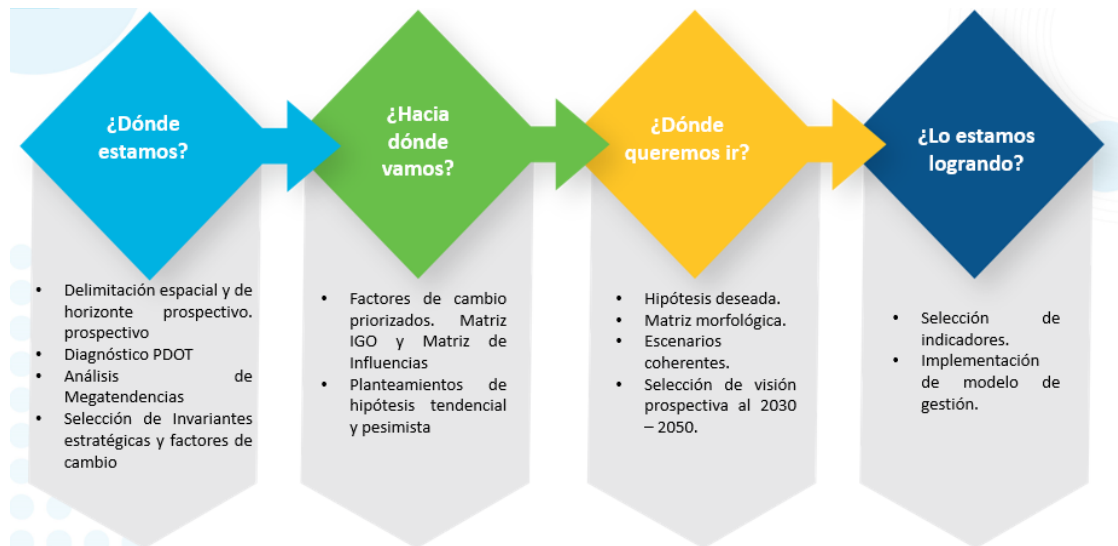 ¿Dónde
estamos?
¿Hacia
dónde
vamos?
¿Dónde
queremos ir?
¿Lo estamos
logrando?
• Delimitación espacial y de
horizonte prospectivo.
prospectivo
• Diagnóstico PDOT
• Análisis de
Megatendencias
• Selección de Invariantes
estratégicas y factores de
cambio
• Factores de cambio
priorizados. Matriz
IGO y Matriz de
Influencias
• Planteamientos de
hipótesis tendencial
y pesimista
• Hipótesis deseada.
• Matriz morfológica.
• Escenarios
coherentes.
• Selección de visión
prospectiva al 2030
– 2050.
• Selección de
indicadores.
• Implementación
de modelo de
gestión.